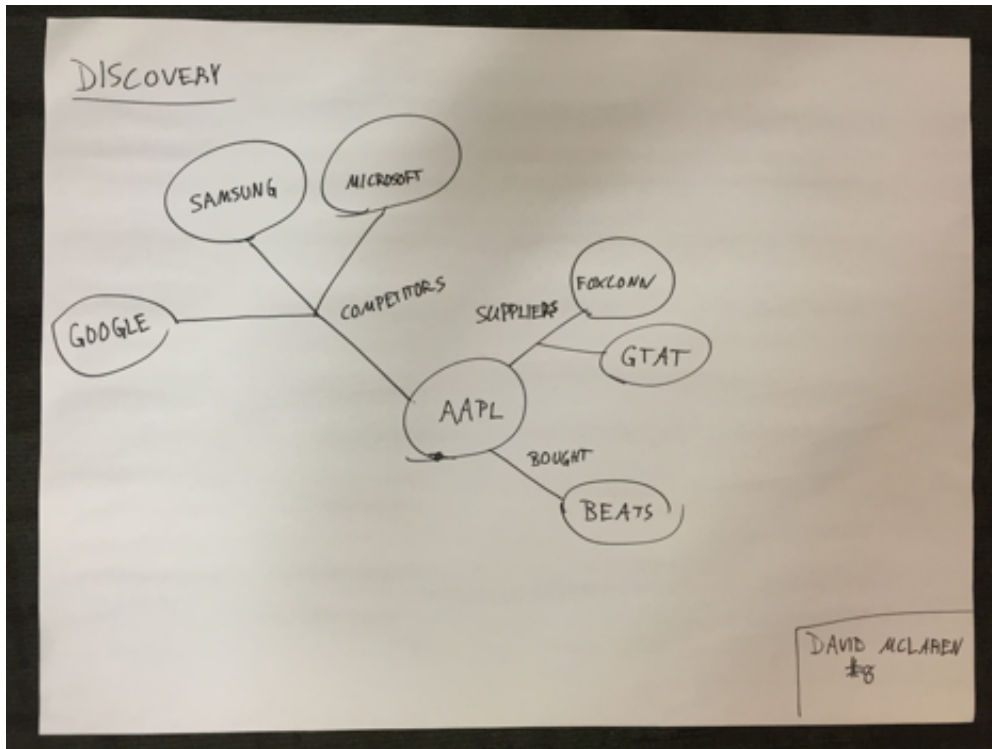 DISCOVERY
SAMSUNG
MICROSOFT
COMPETITORS
GOOGLE
FOXCONN
SUPPLIERS
GTAT
AAPL
BOUGHT
BEATS
DAVID MCLAREN
#8